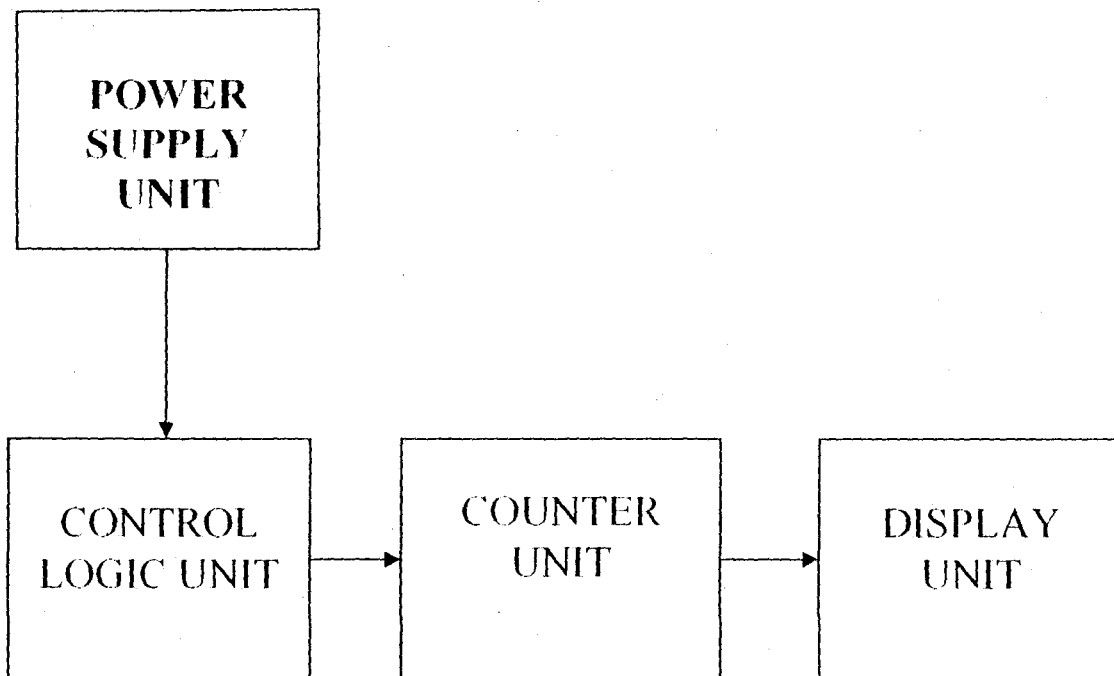 POWER
SUPPLY
UNIT
CONTROL
LOGIC UNIT
COUNTER
UNIT
DISPLAY
UNIT